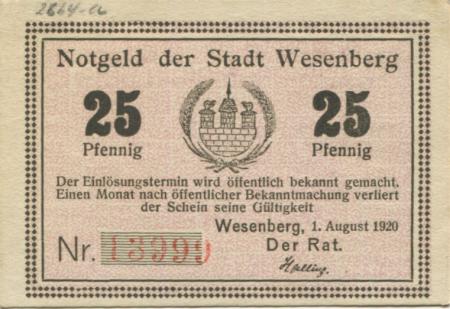 2864-a
Notgeld der Stadt Wesenberg
25 25
Pfennig Pfennig
Der Einlösungstermin wird öffentlich bekannt gemacht.
Einen Monat nach öffentlicher Bekanntmachung verliert
der Schein seine Gültigkeit
Wesenberg, 1. August 1920
Nr. 13999 Der Rat.